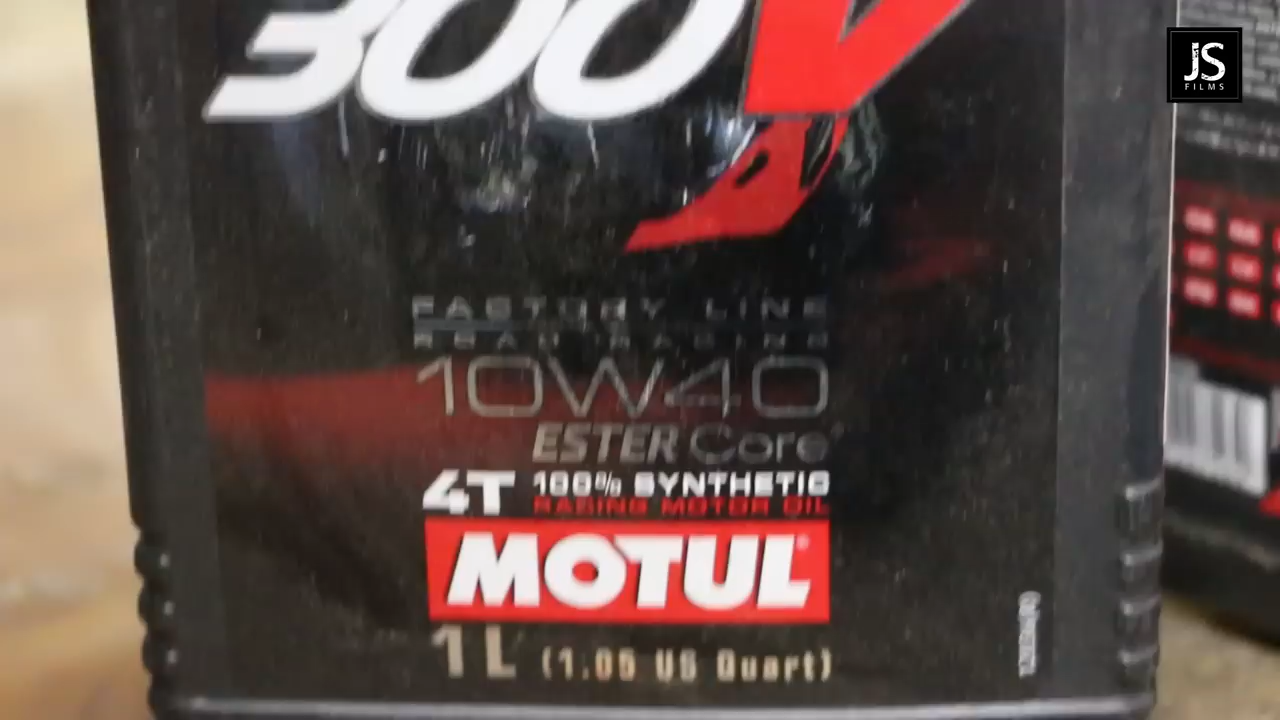 JS
FILMS
300V
FACTORY LINE
ROAD RACING
10W40
ESTER Core®
4T 100% SYNTHETIC
RACING MOTOR OIL
MOTUL®
1 L (1.05 US Quart)